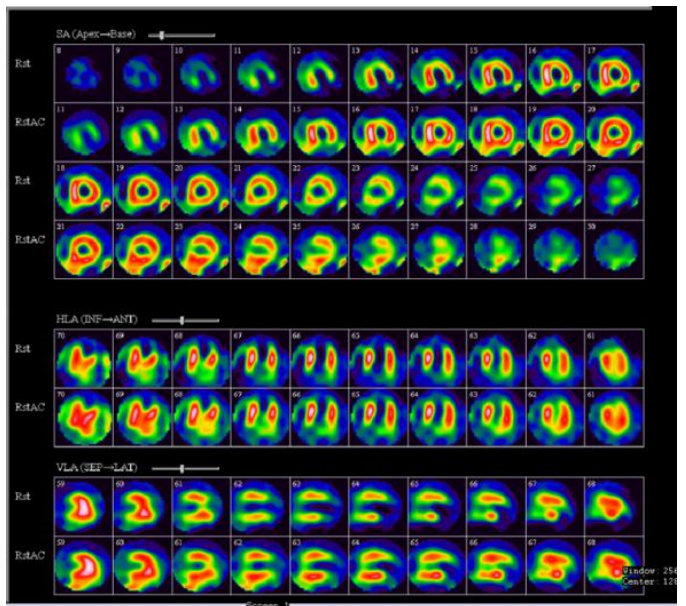 SA (Apex→Base)
Rst
8 9 10 11 12 13 14 15 16 17
RstAC
11 12 13 14 15 16 17 18 19 20
Rst
18 19 20 21 22 23 24 25 26 27
RstAC
21 22 23 24 25 26 27 28 29 30
HLA (INF→ANT)
Rst
70 69 68 67 66 65 64 63 62 61
RstAC
70 69 68 67 66 65 64 63 62 61
VLA (SEP→LAT)
Rst
59 60 61 62 63 64 65 66 67 68
RstAC
59 60 61 62 63 64 65 66 67 68
Window: 256
Center: 128